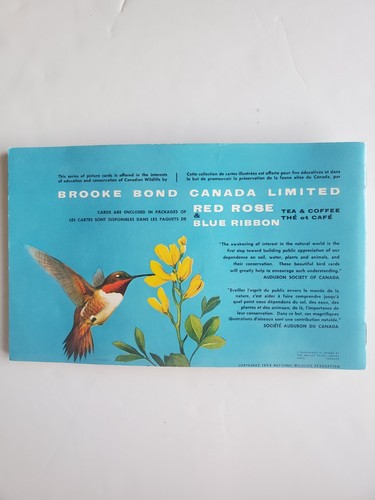 This series of picture cards is offered in the interests
of education and conservation of Canadian Wildlife by
Cette collection de cartes illustrées est offerte pour fins éducatives et dans
le but de promouvoir la préservation de la faune ailée du Canada, par
BROOKE BOND CANADA LIMITED
CARDS ARE ENCLOSED IN PACKAGES OF
LES CARTES SONT DISPONIBLES DANS LES PAQUETS DE
RED ROSE
&
BLUE RIBBON
TEA & COFFEE
THÉ et CAFÉ
"The awakening of interest in the natural world is the
first step toward building public appreciation of our
dependence on soil, water, plants and animals, and
their conservation. These beautiful bird cards
will greatly help to encourage such understanding."
AUDUBON SOCIETY OF CANADA
"Eveiller l'esprit du public envers le monde de la
nature, c'est aider à faire comprendre jusqu'à
quel point nous dépendons du sol, des eaux, des
plantes et des animaux; de là, l'importance de
leur conservation. Dans ce but, ces magnifiques
illustrations d'oiseaux sont une contribution notable."
SOCIÉTÉ AUDUBON DU CANADA
COPYRIGHT 1959 NATIONAL WILDLIFE FEDERATION